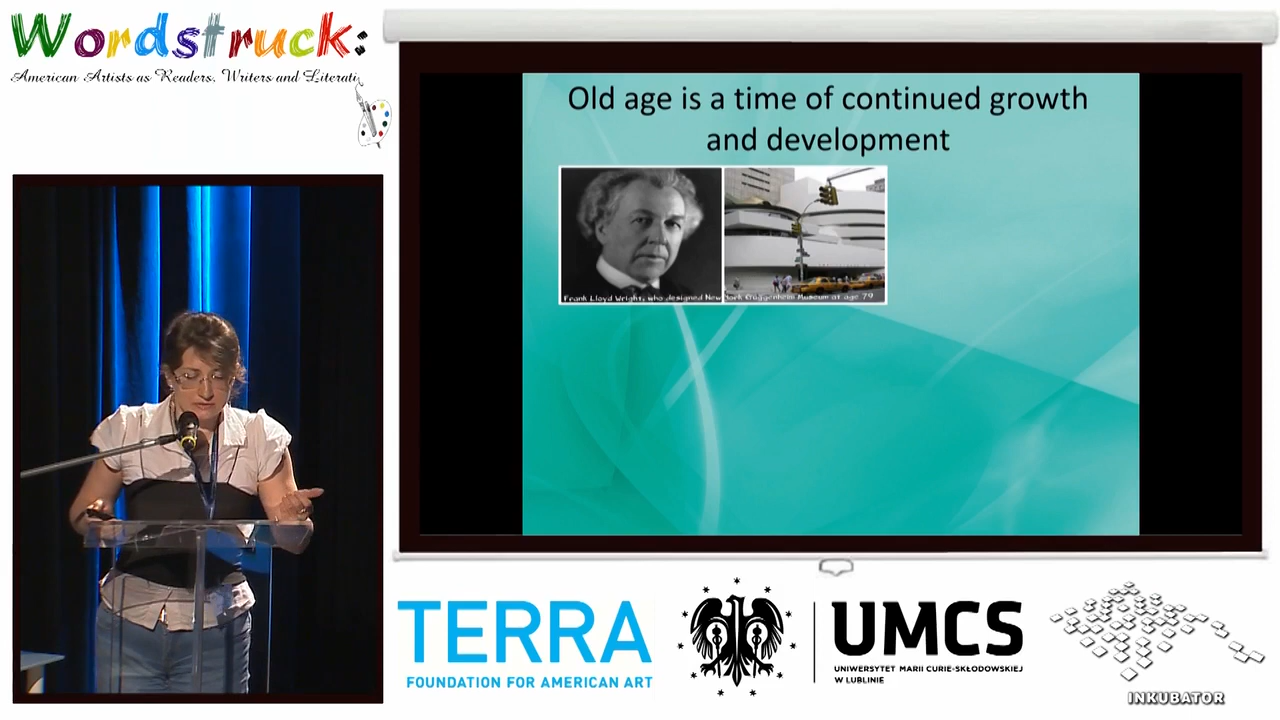 Wordstruck:
American Artists as Readers, Writers and Literati
Old age is a time of continued growth
and development
Frank Lloyd Wright, who designed New York Guggenheim Museum at age 79
TERRA
FOUNDATION FOR AMERICAN ART
UMCS
UNIWERSYTET MARII CURIE-SKŁODOWSKIEJ
W LUBLINIE
INKUBATOR